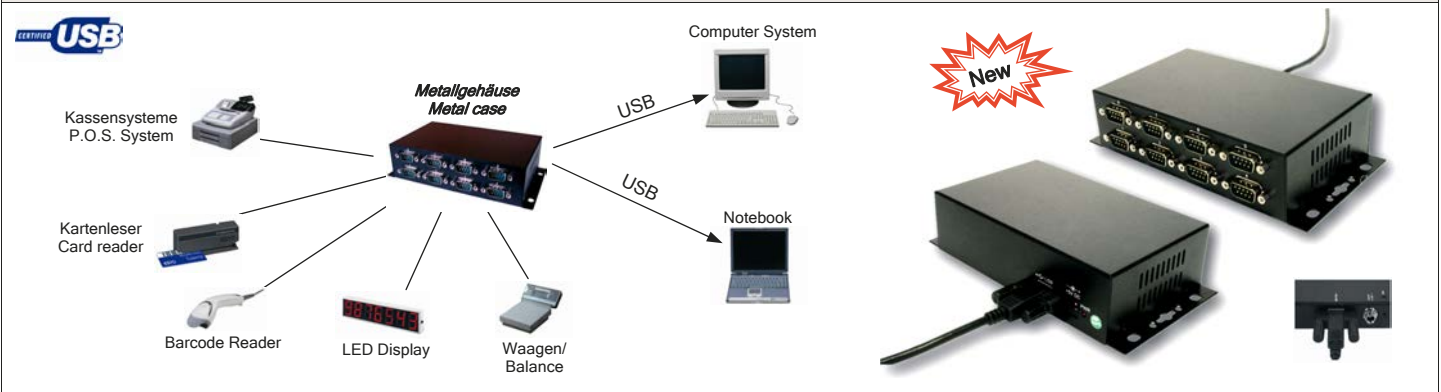 CERTIFIED USB
Metallgehäuse
Metal case
Kassensysteme
P.O.S. System
Kartenleser
Card reader
Barcode Reader
9876543
LED Display
Waagen/
Balance
USB
Computer System
USB
Notebook
New